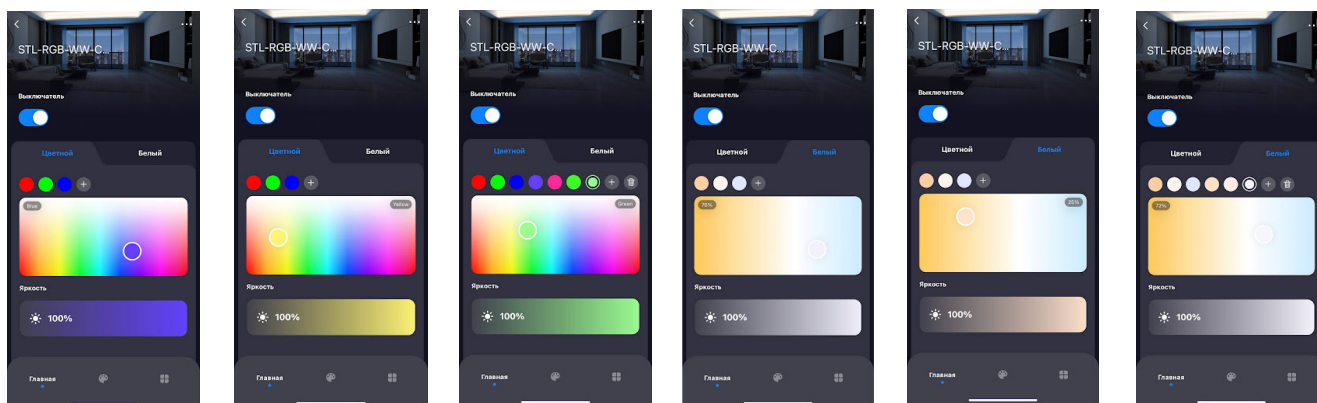 STL-RGB-WW-C...
Выключатель
Цветной Белый
Blue
Яркость
100%
Главная
STL-RGB-WW-C...
Выключатель
Цветной Белый
Yellow
Яркость
100%
Главная
STL-RGB-WW-C...
Выключатель
Цветной Белый
Green
Яркость
100%
Главная
STL-RGB-WW-C...
Выключатель
Цветной Белый
76%
Яркость
100%
Главная
STL-RGB-WW-C...
Выключатель
Цветной Белый
25%
Яркость
100%
Главная
STL-RGB-WW-C...
Выключатель
Цветной Белый
72%
Яркость
100%
Главная